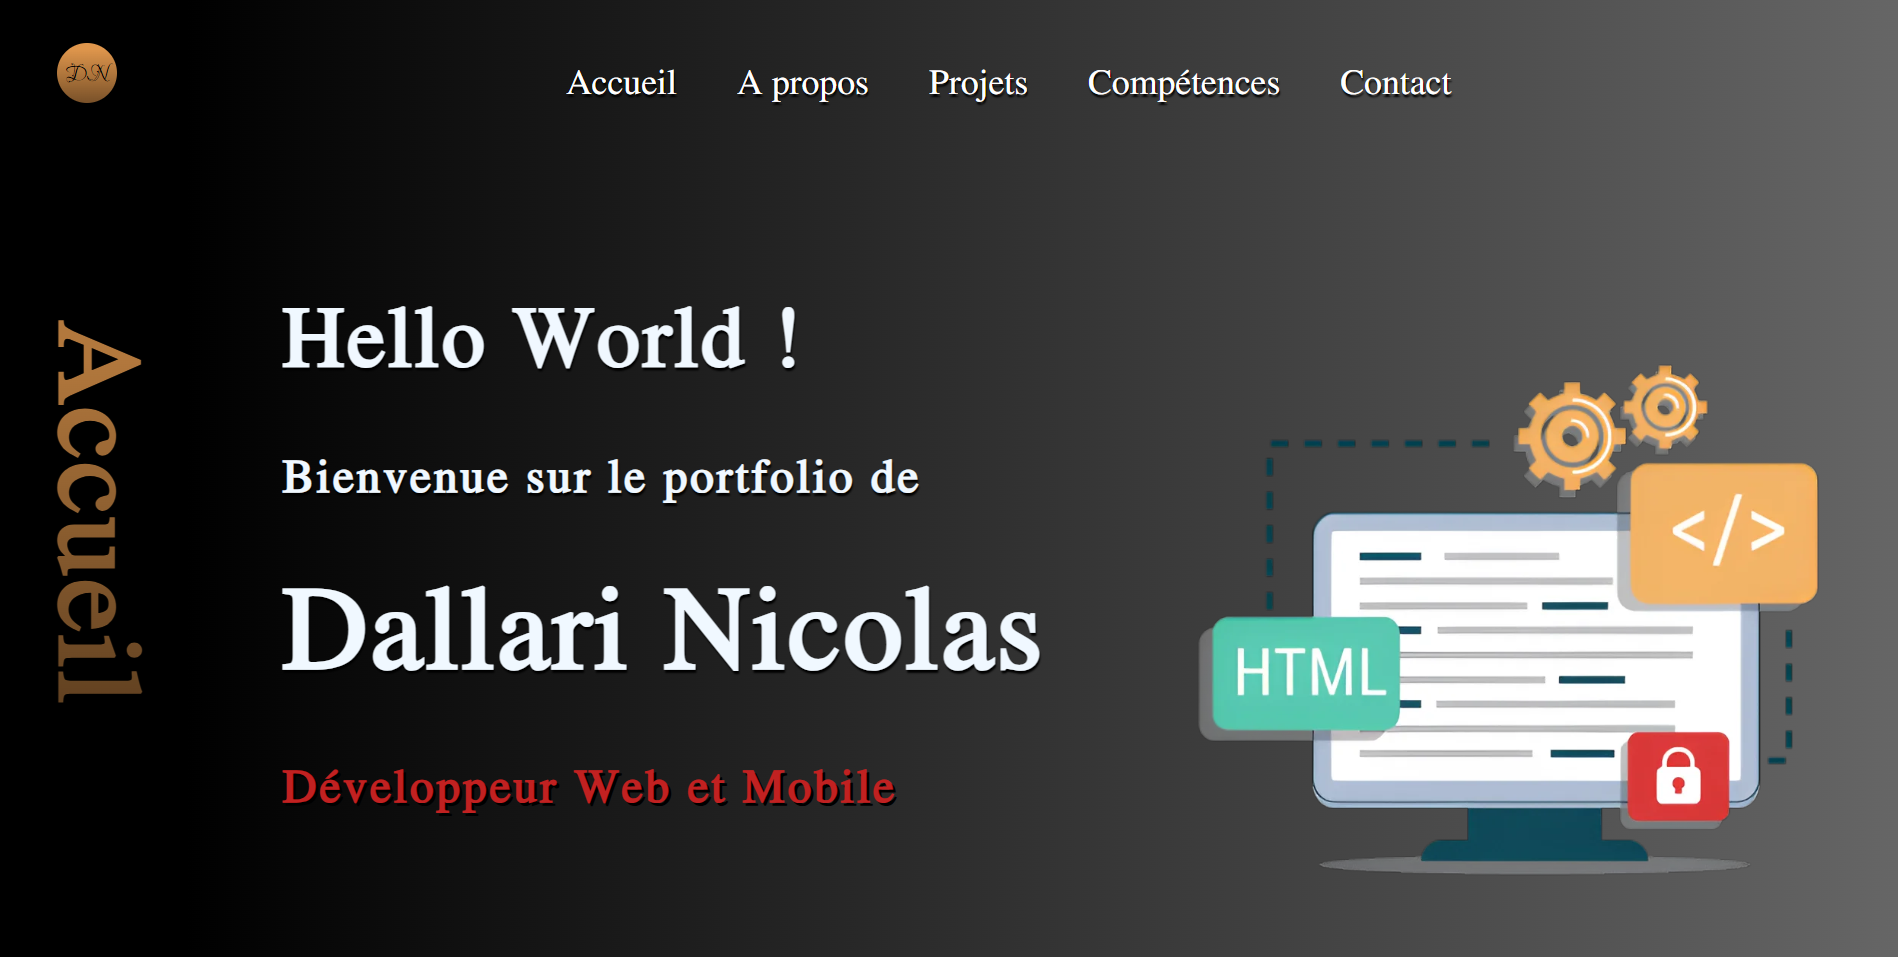 DN
Accueil A propos Projets Compétences Contact
Accueil
Hello World !
Bienvenue sur le portfolio de
Dallari Nicolas
Développeur Web et Mobile
</>
HTML